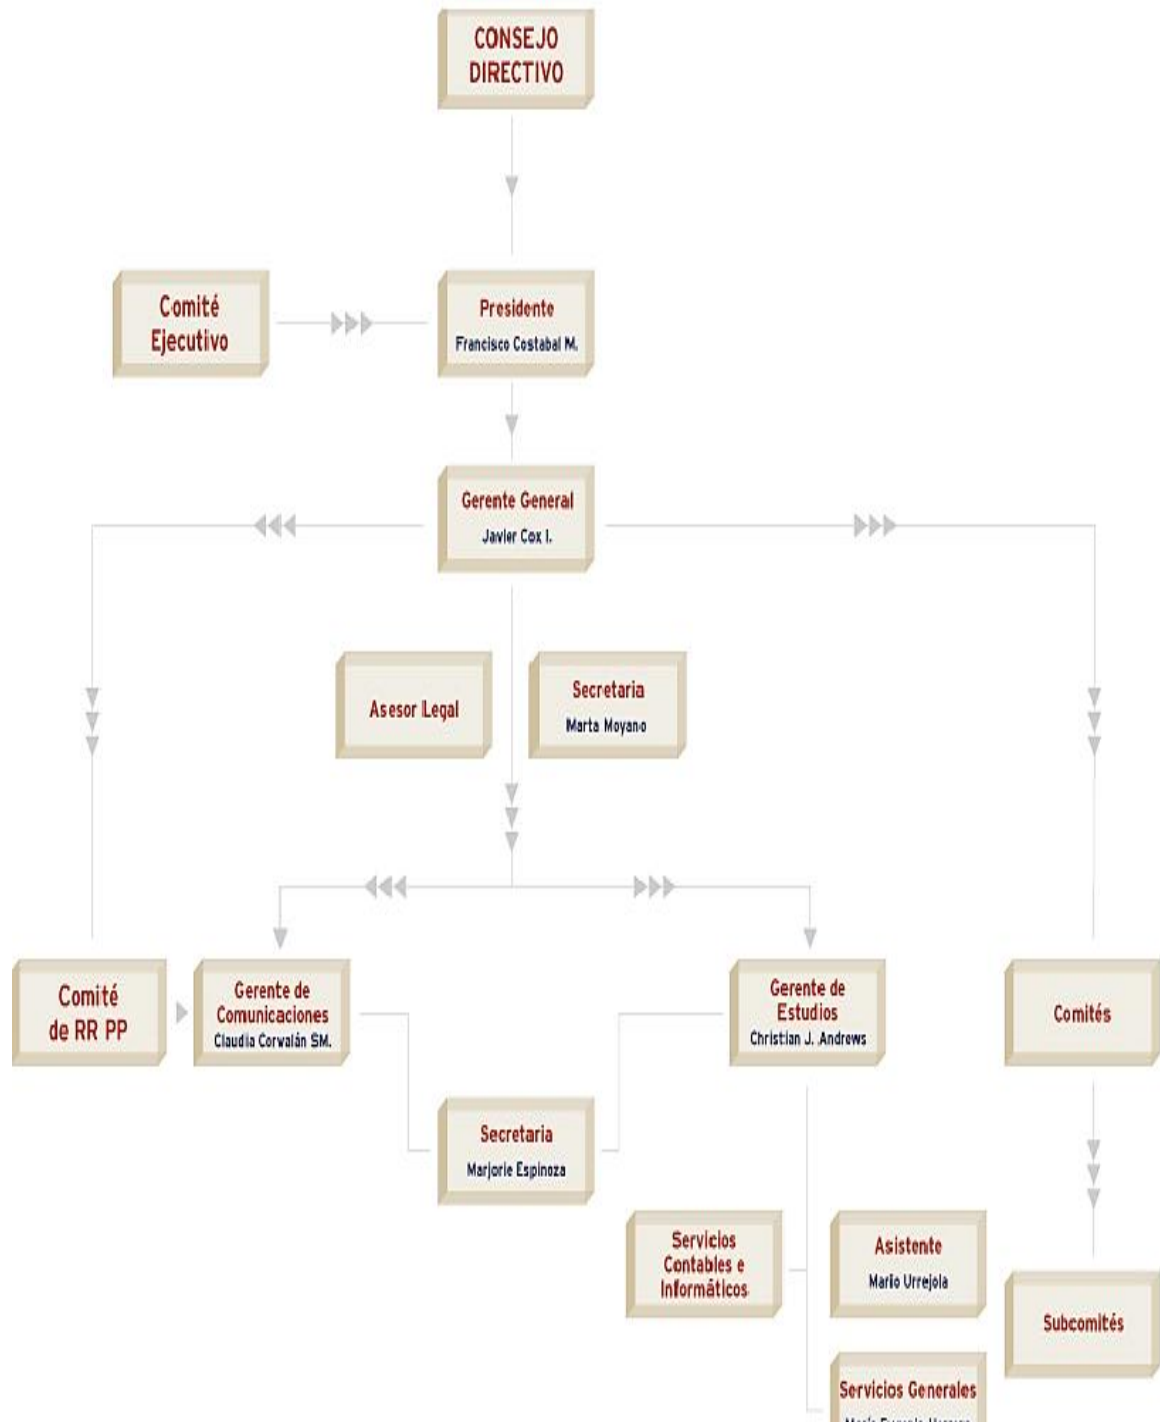 CONSEJO
DIRECTIVO
Comité
Ejecutivo
Presidente
Francisco Costabal M.
Gerente General
Javier Cox I.
Asesor Legal
Secretaria
Marta Moyano
Comité
de RR PP
Gerente de
Comunicaciones
Claudia Corvalán SM.
Gerente de
Estudios
Christian J. Andrews
Comités
Secretaria
Marjorie Espinoza
Servicios
Contables e
Informáticos
Asistente
Mario Urrejola
Subcomités
Servicios Generales